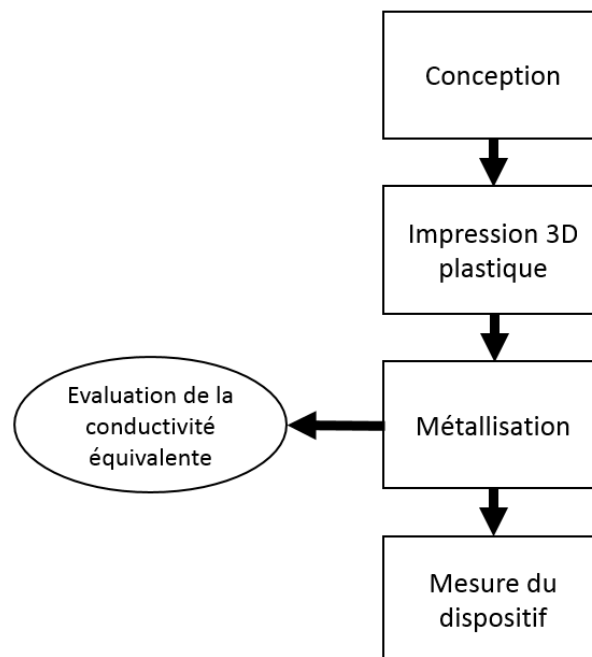 Conception
Impression 3D
plastique
Evaluation de la
conductivité
équivalente
Métallisation
Mesure du
dispositif